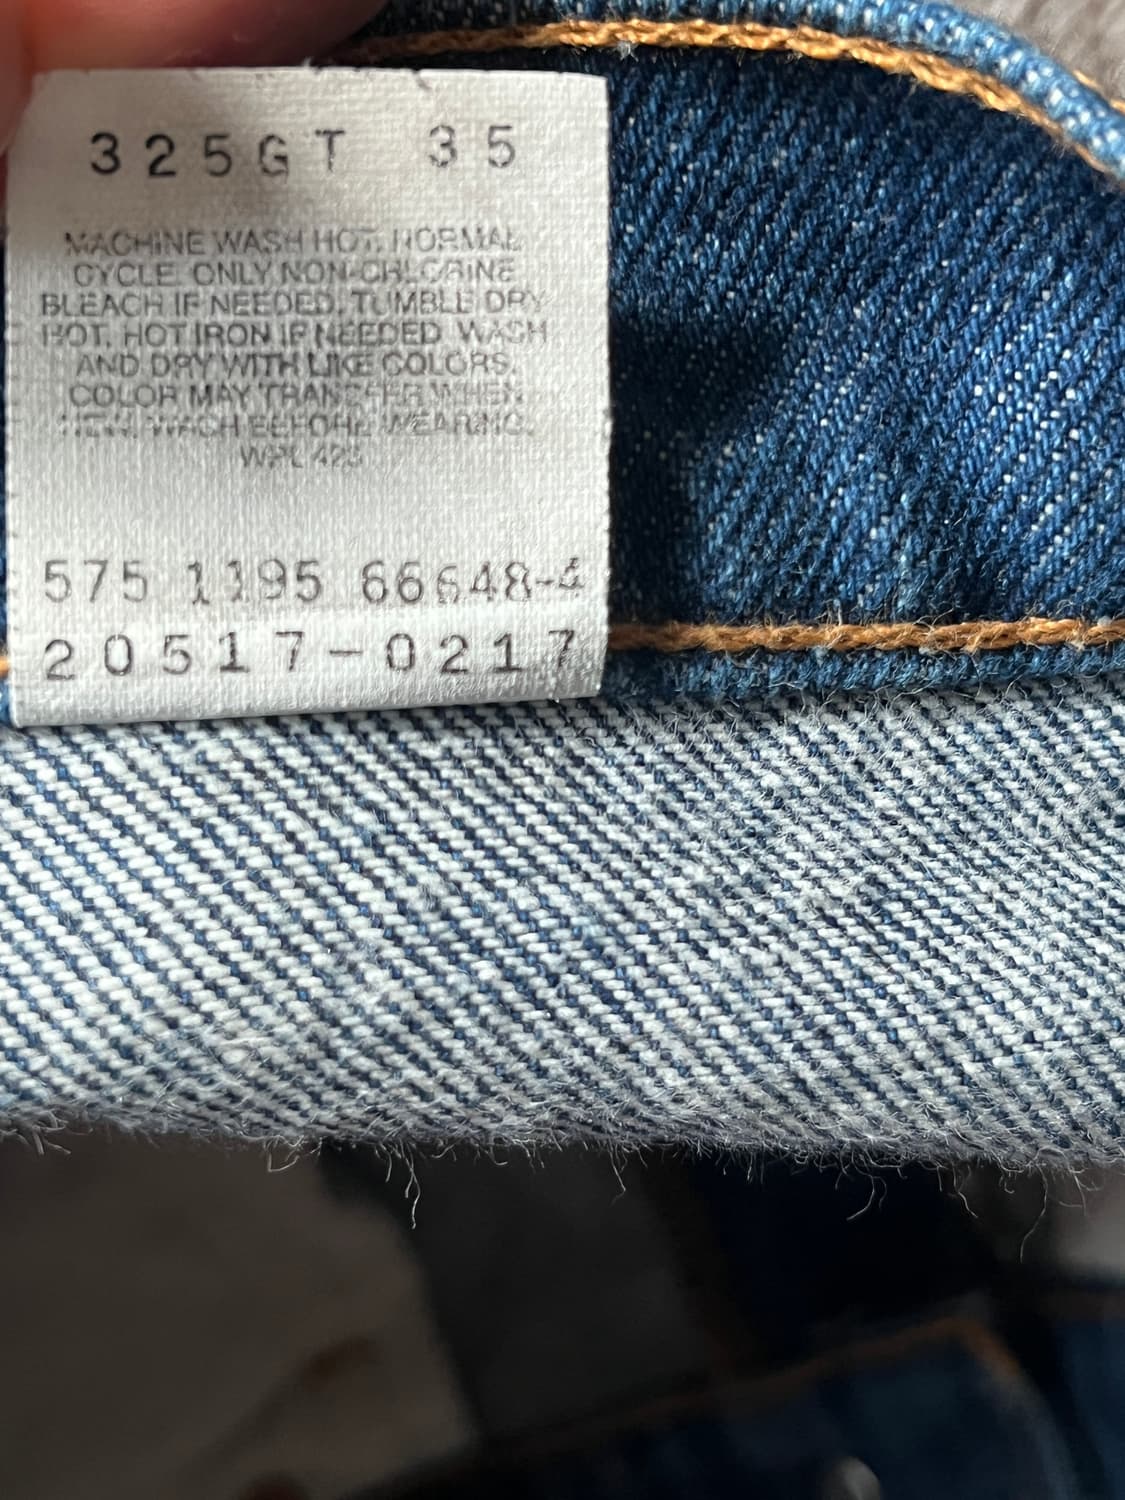 325GT 35
MACHINE WASH HOT, NORMAL
CYCLE. ONLY NON-CHLORINE
BLEACH IF NEEDED. TUMBLE DRY
HOT. HOT IRON IF NEEDED. WASH
AND DRY WITH LIKE COLORS.
COLOR MAY TRANSFER WHEN
NEW. WASH BEFORE WEARING.
WPL 423
575 1195 66648-4
20517-0217